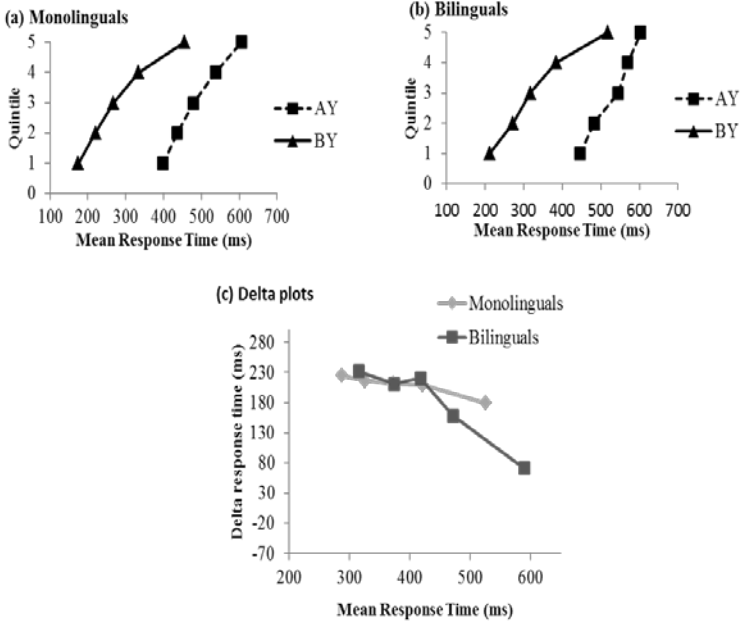 (a) Monolinguals
Quintile
5
4
3
2
1
0
100 200 300 400 500 600 700
Mean Response Time (ms)
AY
BY
(b) Bilinguals
Quintile
5
4
3
2
1
0
100 200 300 400 500 600 700
Mean Response Time (ms)
AY
BY
(c) Delta plots
Monolinguals
Bilinguals
Delta response time (ms)
280
230
180
130
80
30
-20
-70
200 300 400 500 600
Mean Response Time (ms)